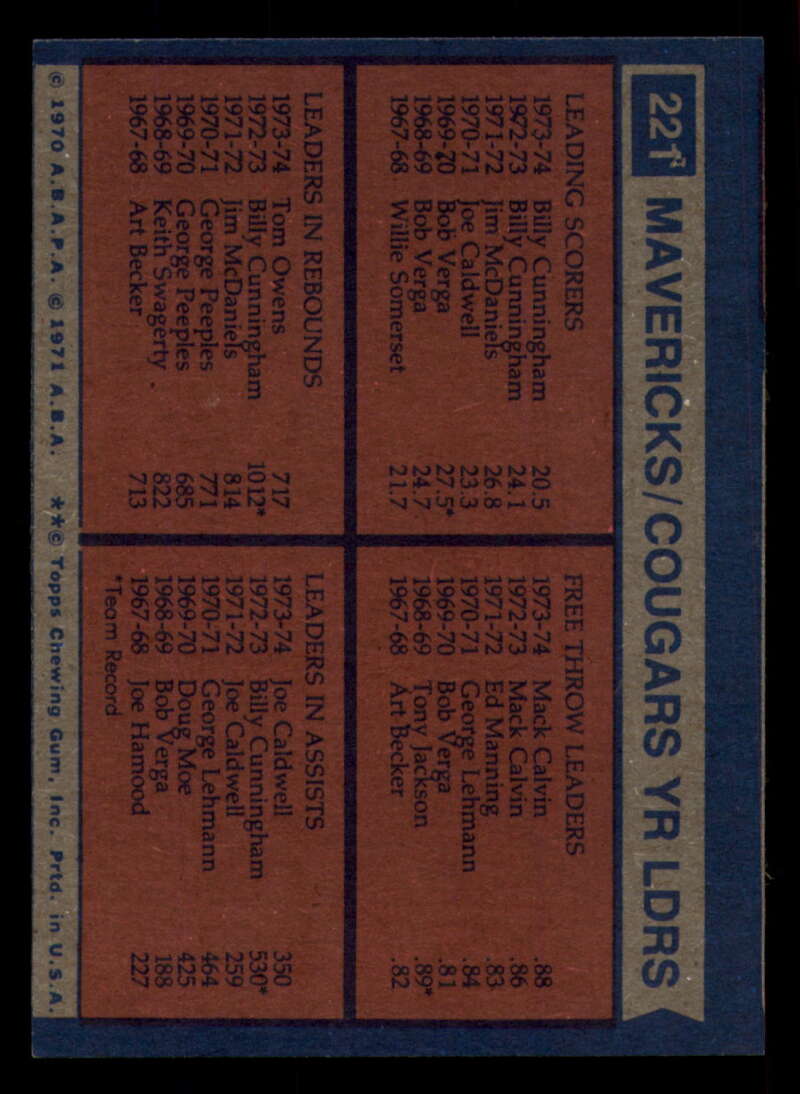 221
MAVERICKS/COUGARS YR LDRS
LEADING SCORERS
1973-74 Billy Cunningham 20.5
1972-73 Billy Cunningham 24.1
1971-72 Jim McDaniels 26.8
1970-71 Joe Caldwell 23.3
1969-70 Bob Verga 27.5*
1968-69 Bob Verga 24.7
1967-68 Willie Somerset 21.7
FREE THROW LEADERS
1973-74 Mack Calvin .88
1972-73 Mack Calvin .86
1971-72 Ed Manning .83
1970-71 George Lehmann .84
1969-70 Bob Verga .81
1968-69 Tony Jackson .89*
1967-68 Art Becker .82
LEADERS IN REBOUNDS
1973-74 Tom Owens 717
1972-73 Billy Cunningham 1012*
1971-72 Jim McDaniels 814
1970-71 George Peeples 771
1969-70 George Peeples 685
1968-69 Keith Swagerty 822
1967-68 Art Becker 713
LEADERS IN ASSISTS
1973-74 Joe Caldwell 350
1972-73 Billy Cunningham 530*
1971-72 Joe Caldwell 259
1970-71 George Lehmann 464
1969-70 Doug Moe 425
1968-69 Bob Verga 188
1967-68 Joe Hamood 227
*Team Record
© 1970 A.B.A.P.A. © 1971 A.B.A. **© Topps Chewing Gum, Inc. Prtd. in U.S.A.